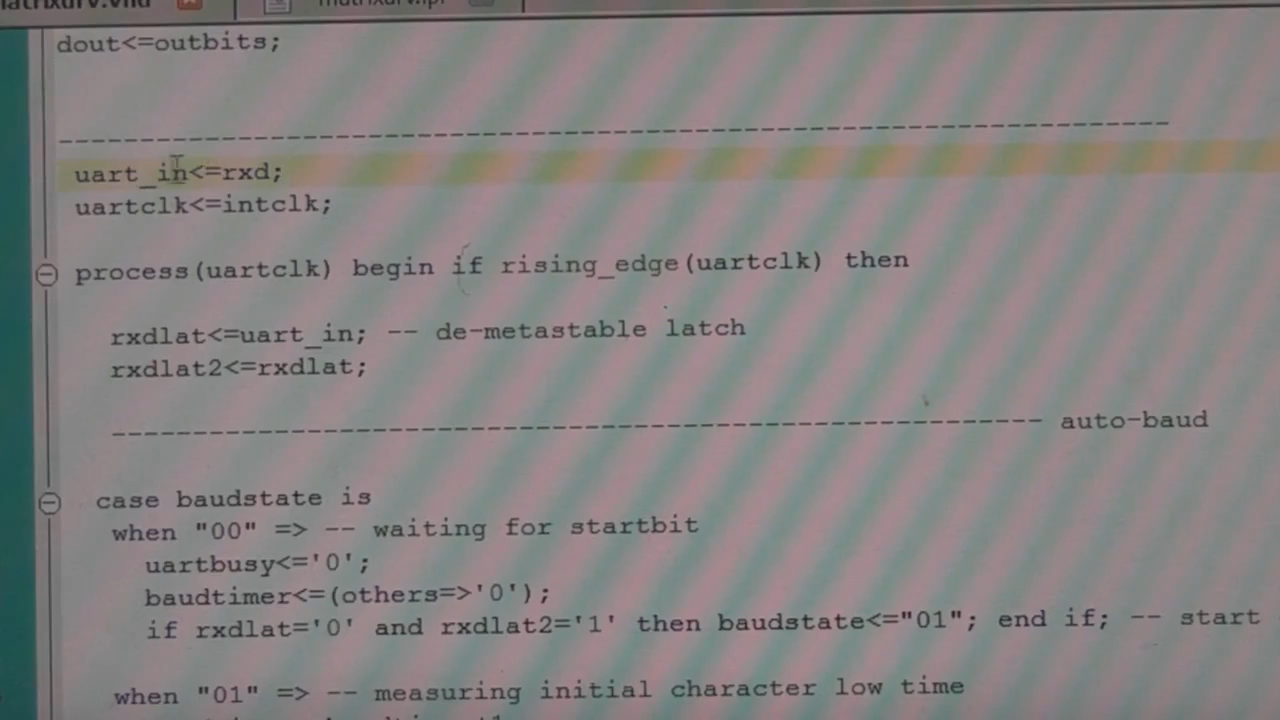 dout<=outbits;
--------------------------------------------------------------------
uart_in<=rxd;
uartclk<=intclk;
process(uartclk) begin if rising_edge(uartclk) then
rxdlat<=uart_in; -- de-metastable latch
rxdlat2<=rxdlat;
--------------------------------------------------------- auto-baud
case baudstate is
when "00" => -- waiting for startbit
uartbusy<='0';
baudtimer<=(others=>'0');
if rxdlat='0' and rxdlat2='1' then baudstate<="01"; end if; -- start
when "01" => -- measuring initial character low time